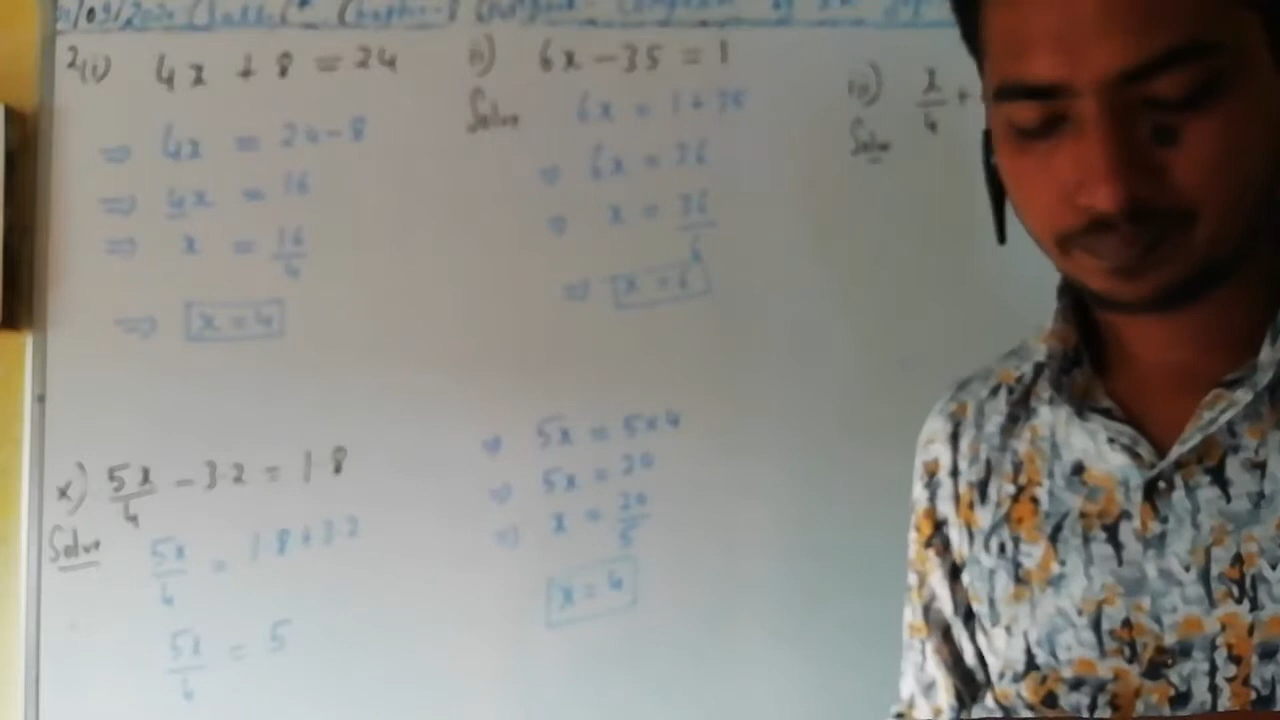 2(i) 4x + 8 = 24
⇒ 4x = 24-8
⇒ 4x = 16
⇒ x = 16/4
⇒ x = 4
ii) 6x - 35 = 1
Solve
6x = 1 + 35
⇒ 6x = 36
⇒ x = 36/6
⇒ x = 6
x/4 +
Solve
x) 5x/4 - 3.2 = 1.8
Solve
5x/4 = 1.8+3.2
5x/4 = 5
⇒ 5x = 5×4
⇒ 5x = 20
⇒ x = 20/5
x = 4